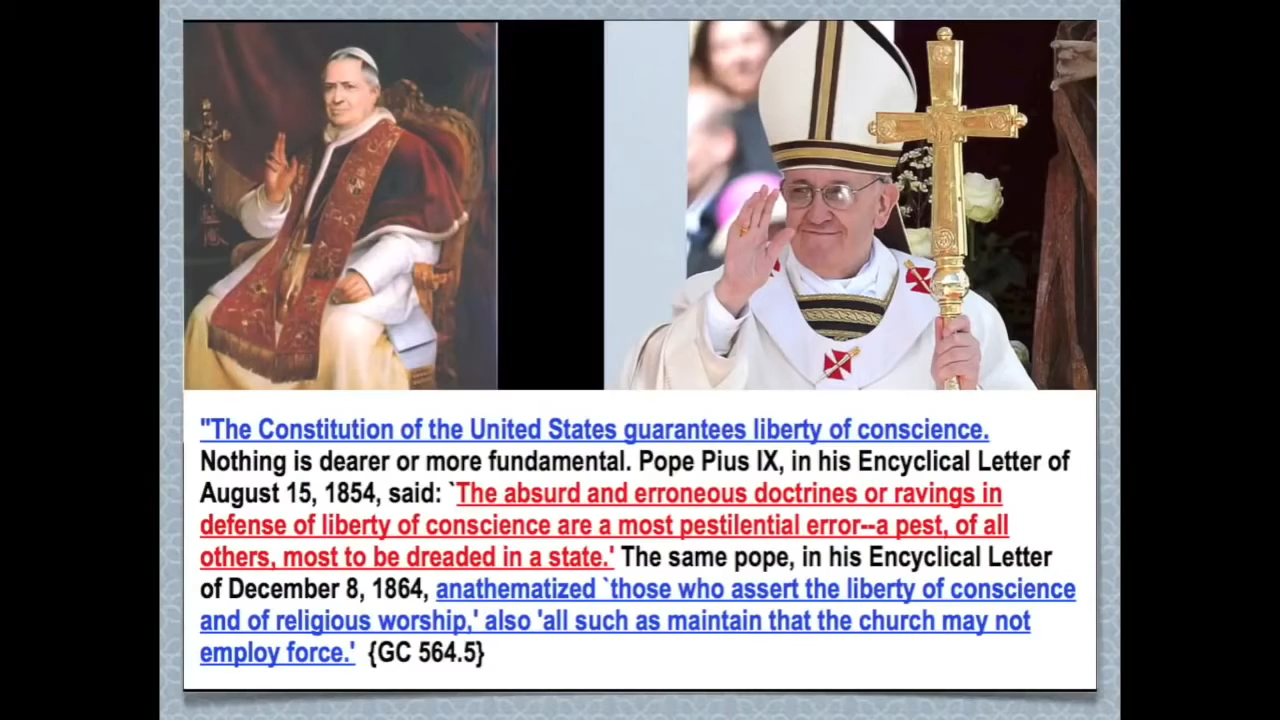 "The Constitution of the United States guarantees liberty of conscience.
Nothing is dearer or more fundamental. Pope Pius IX, in his Encyclical Letter of
August 15, 1854, said: `The absurd and erroneous doctrines or ravings in
defense of liberty of conscience are a most pestilential error--a pest, of all
others, most to be dreaded in a state.' The same pope, in his Encyclical Letter
of December 8, 1864, anathematized `those who assert the liberty of conscience
and of religious worship,' also 'all such as maintain that the church may not
employ force.' {GC 564.5}